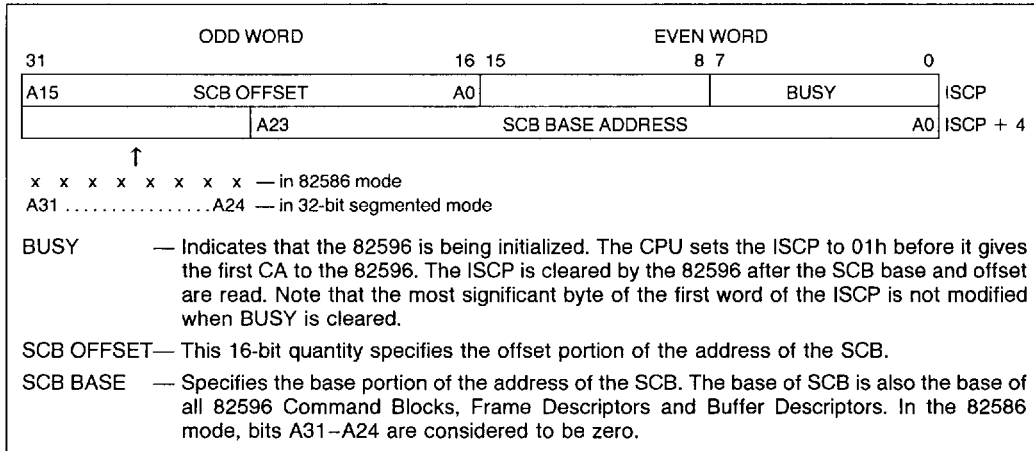 ODD WORD EVEN WORD
31 16 15 8 7 0
A15 SCB OFFSET A0 BUSY ISCP
A23 SCB BASE ADDRESS A0 ISCP + 4
↑
x x x x x x x x — in 82586 mode
A31 ................A24 — in 32-bit segmented mode
BUSY — Indicates that the 82596 is being initialized. The CPU sets the ISCP to 01h before it gives
the first CA to the 82596. The ISCP is cleared by the 82596 after the SCB base and offset
are read. Note that the most significant byte of the first word of the ISCP is not modified
when BUSY is cleared.
SCB OFFSET— This 16-bit quantity specifies the offset portion of the address of the SCB.
SCB BASE — Specifies the base portion of the address of the SCB. The base of SCB is also the base of
all 82596 Command Blocks, Frame Descriptors and Buffer Descriptors. In the 82586
mode, bits A31–A24 are considered to be zero.